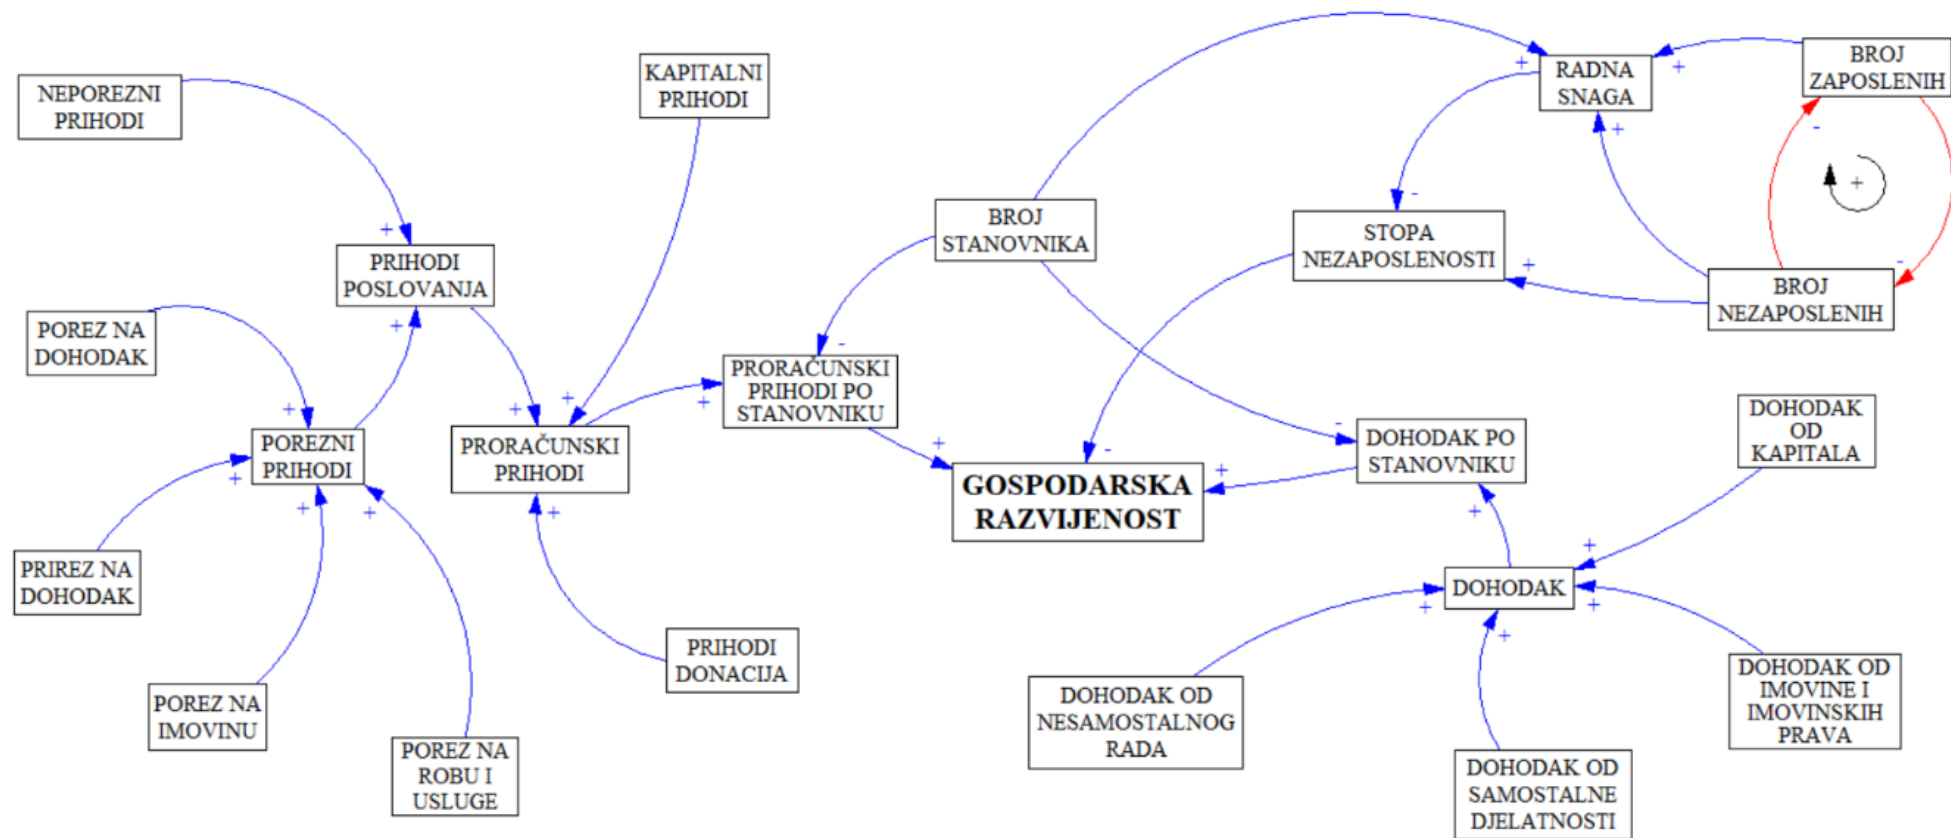 NEPOREZNI
PRIHODI
KAPITALNI
PRIHODI
RADNA
SNAGA
BROJ
ZAPOSLENIH
BROJ
STANOVNIKA
STOPA
NEZAPOSLENOSTI
BROJ
NEZAPOSLENIH
PRIHODI
POSLOVANJA
POREZ NA
DOHODAK
PRORAČUNSKI
PRIHODI PO
STANOVNIKU
POREZNI
PRIHODI
PRORAČUNSKI
PRIHODI
GOSPODARSKA
RAZVIJENOST
DOHODAK PO
STANOVNIKU
DOHODAK
OD
KAPITALA
PRIREZ NA
DOHODAK
DOHODAK
POREZ NA
IMOVINU
POREZ NA
ROBU I
USLUGE
PRIHODI
DONACIJA
DOHODAK OD
NESAMOSTALNOG
RADA
DOHODAK OD
SAMOSTALNE
DJELATNOSTI
DOHODAK OD
IMOVINE I
IMOVINSKIH
PRAVA